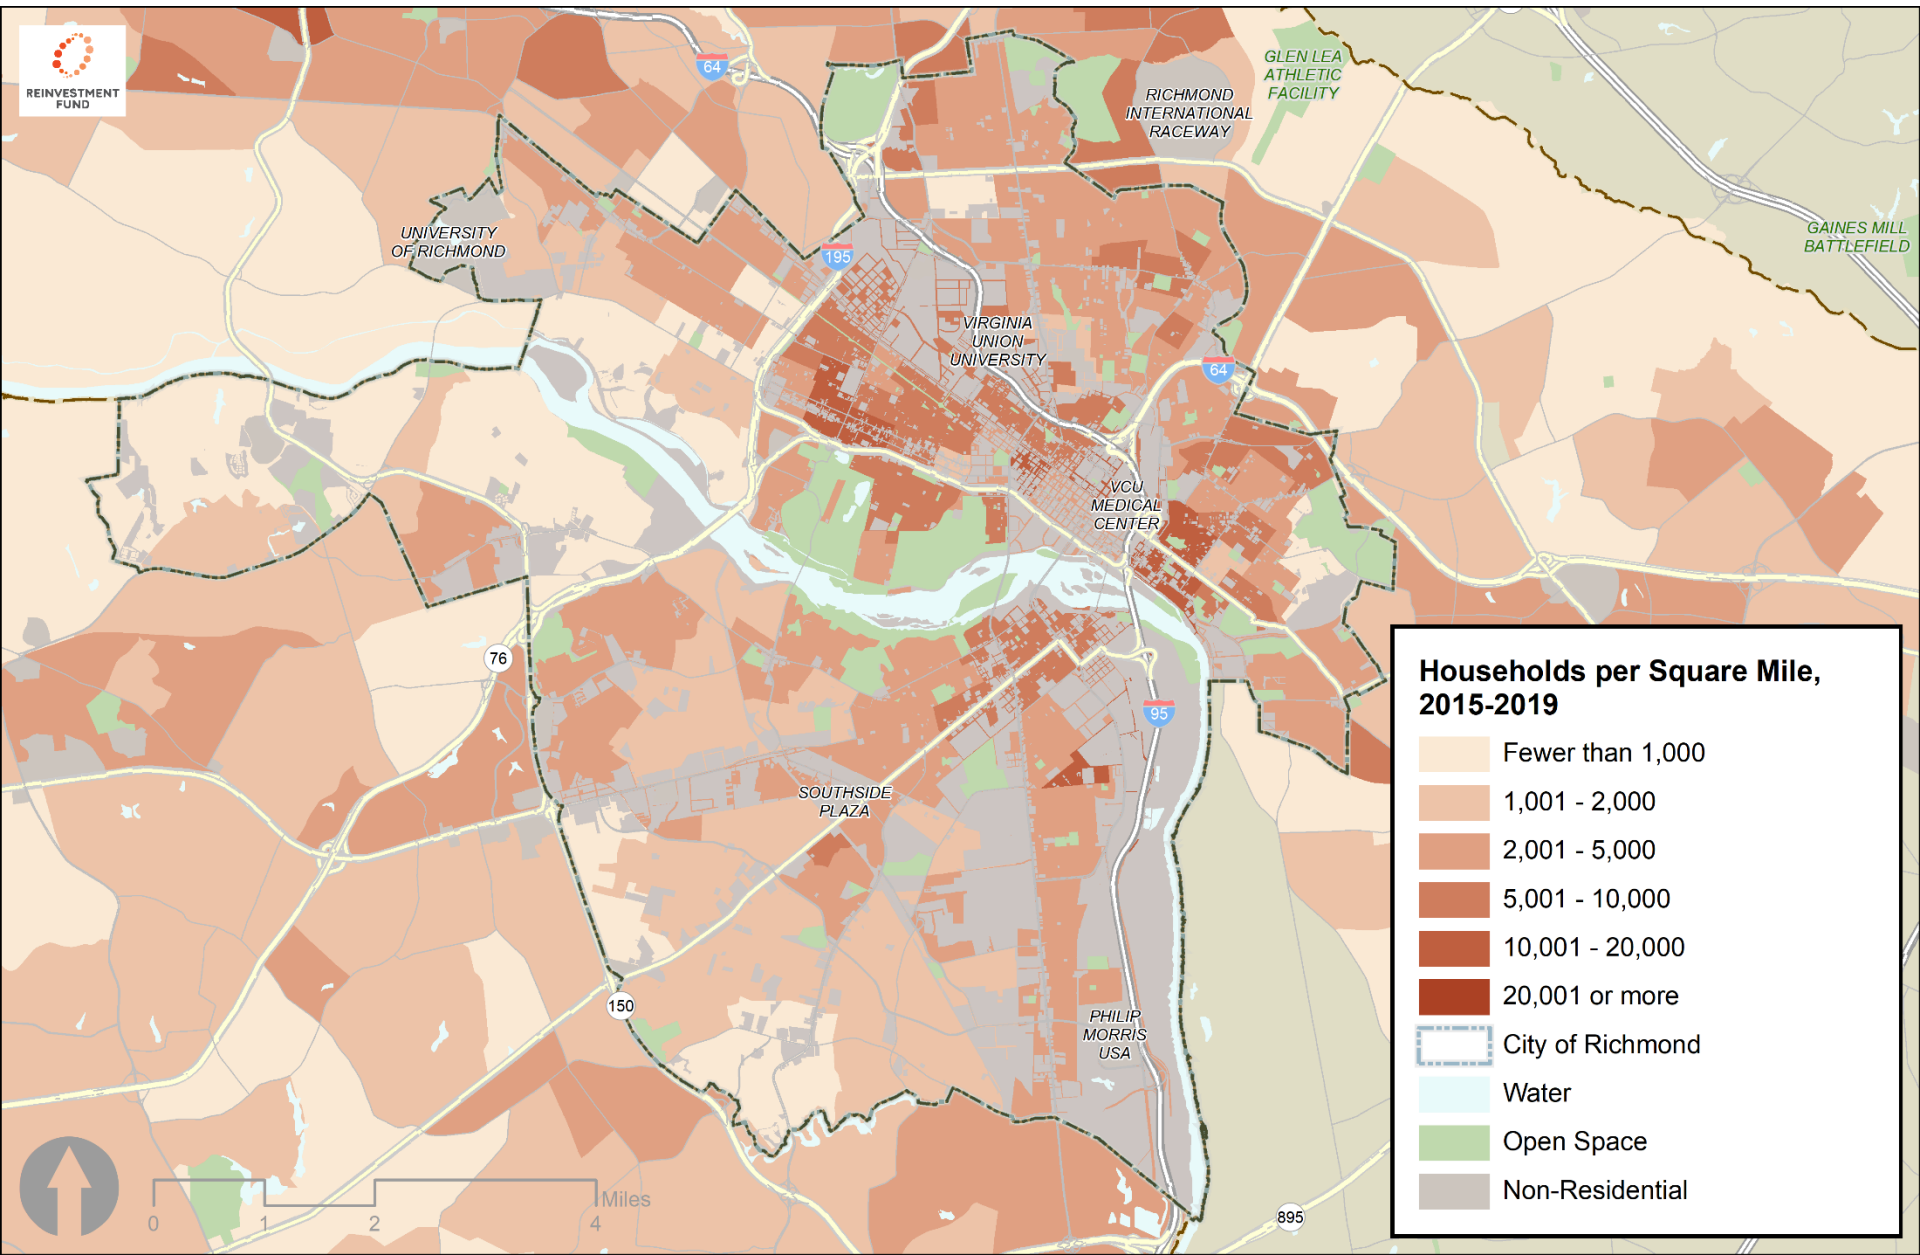 REINVESTMENT
FUND
64
GLEN LEA
ATHLETIC
FACILITY
RICHMOND
INTERNATIONAL
RACEWAY
UNIVERSITY
OF RICHMOND
GAINES MILL
BATTLEFIELD
195
VIRGINIA
UNION
UNIVERSITY
64
VCU
MEDICAL
CENTER
76
95
SOUTHSIDE
PLAZA
150
PHILIP
MORRIS
USA
895
Households per Square Mile,
2015-2019
Fewer than 1,000
1,001 - 2,000
2,001 - 5,000
5,001 - 10,000
10,001 - 20,000
20,001 or more
City of Richmond
Water
Open Space
Non-Residential
Miles
0 1 2 4